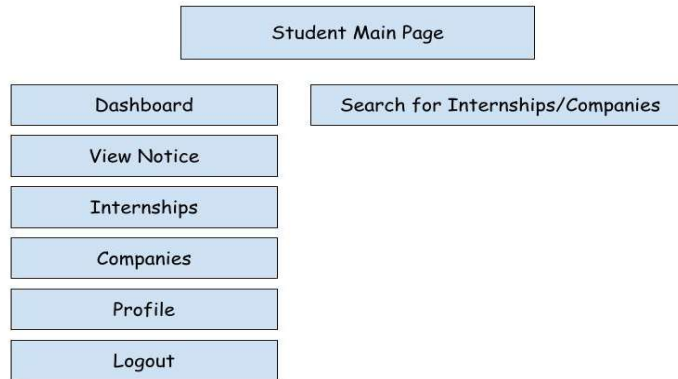 Student Main Page
Dashboard
Search for Internships/Companies
View Notice
Internships
Companies
Profile
Logout